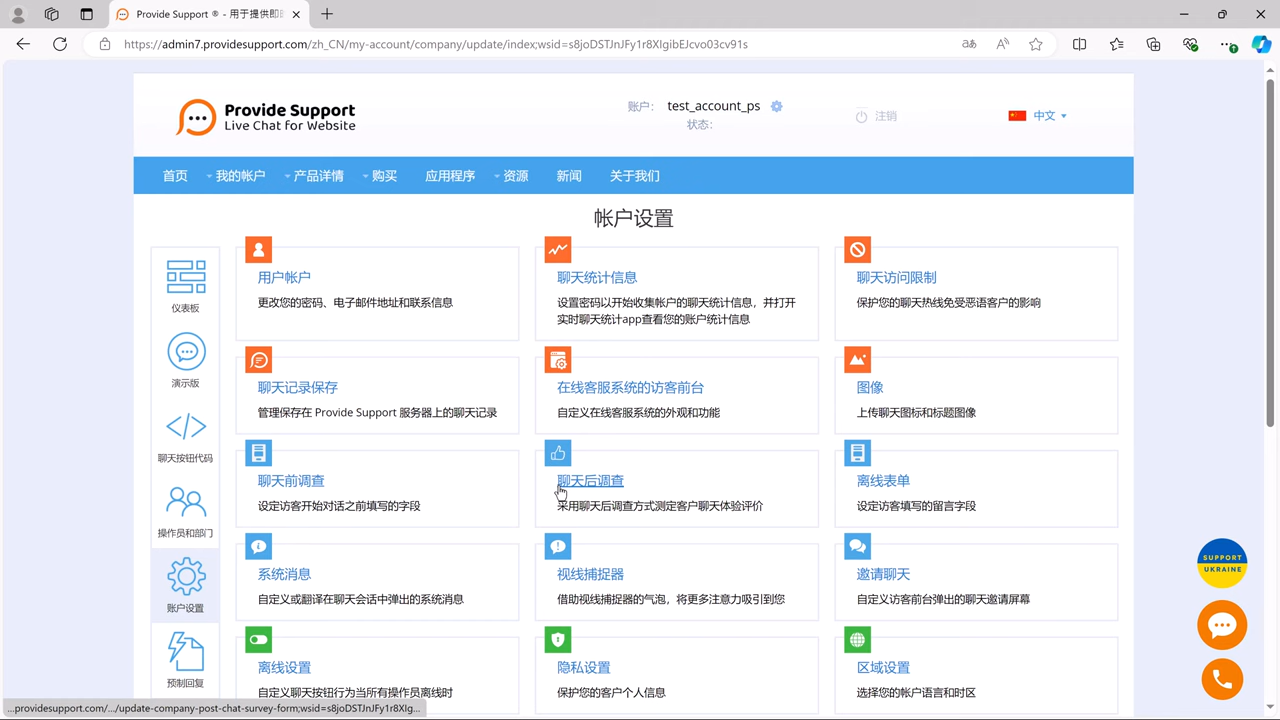 Provide Support ® - 用于提供即
https://admin7.providesupport.com/zh_CN/my-account/company/update/index;wsid=s8joDSTJnJFy1r8XIgibEJcvo03cv91s
Provide Support
Live Chat for Website
账户: test_account_ps
状态:
注销
中文
首页 我的帐户 产品详情 购买 应用程序 资源 新闻 关于我们
帐户设置
仪表板
演示版
聊天按钮代码
操作员和部门
账户设置
预制回复
用户帐户
更改您的密码、电子邮件地址和联系信息
聊天统计信息
设置密码以开始收集帐户的聊天统计信息，并打开
实时聊天统计app查看您的账户统计信息
聊天访问限制
保护您的聊天热线免受恶语客户的影响
聊天记录保存
管理保存在 Provide Support 服务器上的聊天记录
在线客服系统的访客前台
自定义在线客服系统的外观和功能
图像
上传聊天图标和标题图像
聊天前调查
设定访客开始对话之前填写的字段
聊天后调查
采用聊天后调查方式测定客户聊天体验评价
离线表单
设定访客填写的留言字段
系统消息
自定义或翻译在聊天会话中弹出的系统消息
视线捕捉器
借助视线捕捉器的气泡，将更多注意力吸引到您
邀请聊天
自定义访客前台弹出的聊天邀请屏幕
离线设置
自定义聊天按钮行为当所有操作员离线时
隐私设置
保护您的客户个人信息
区域设置
选择您的帐户语言和时区
SUPPORT
UKRAINE
...providesupport.com/.../update-company-post-chat-survey-form;wsid=s8joDSTJnJFy1r8XIg...